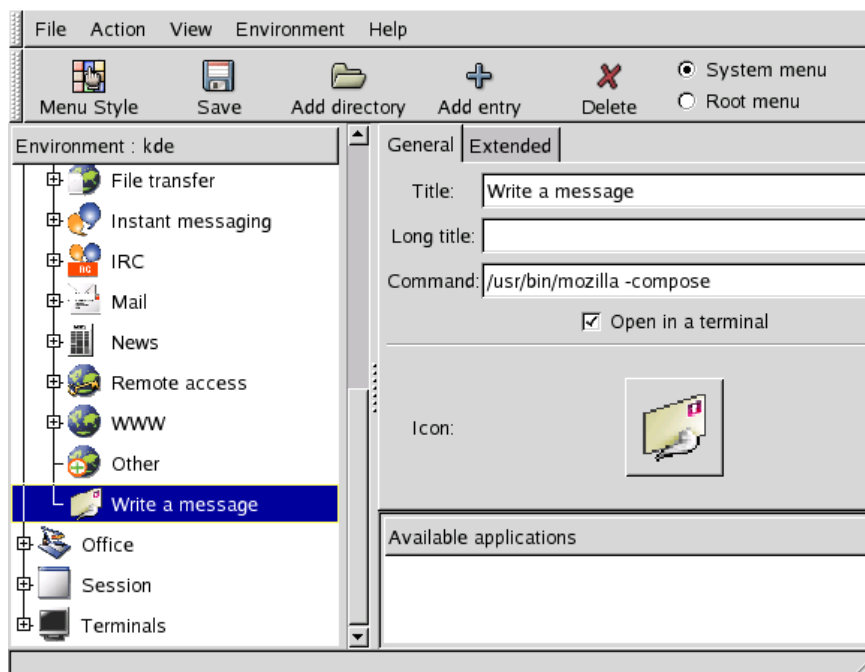 File Action View Environment Help
Menu Style Save Add directory Add entry Delete
System menu
Root menu
Environment : kde
File transfer
Instant messaging
IRC
IRC
Mail
News
Remote access
WWW
Other
Write a message
Office
Session
Terminals
General Extended
Title: Write a message
Long title:
Command: /usr/bin/mozilla -compose
Open in a terminal
Icon:
Available applications